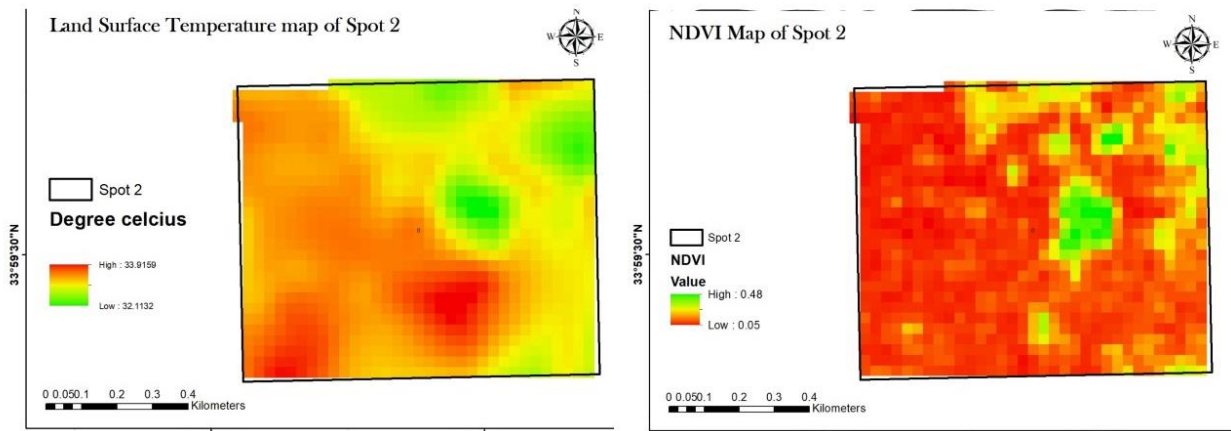 Land Surface Temperature map of Spot 2
N
W E
S
Spot 2
Degree celcius
High : 33.9159
Low : 32.1132
33°59'30"N
0 0.050.1 0.2 0.3 0.4
Kilometers
NDVI Map of Spot 2
N
W E
S
Spot 2
NDVI
Value
High : 0.48
Low : 0.05
33°59'30"N
0 0.050.1 0.2 0.3 0.4
Kilometers